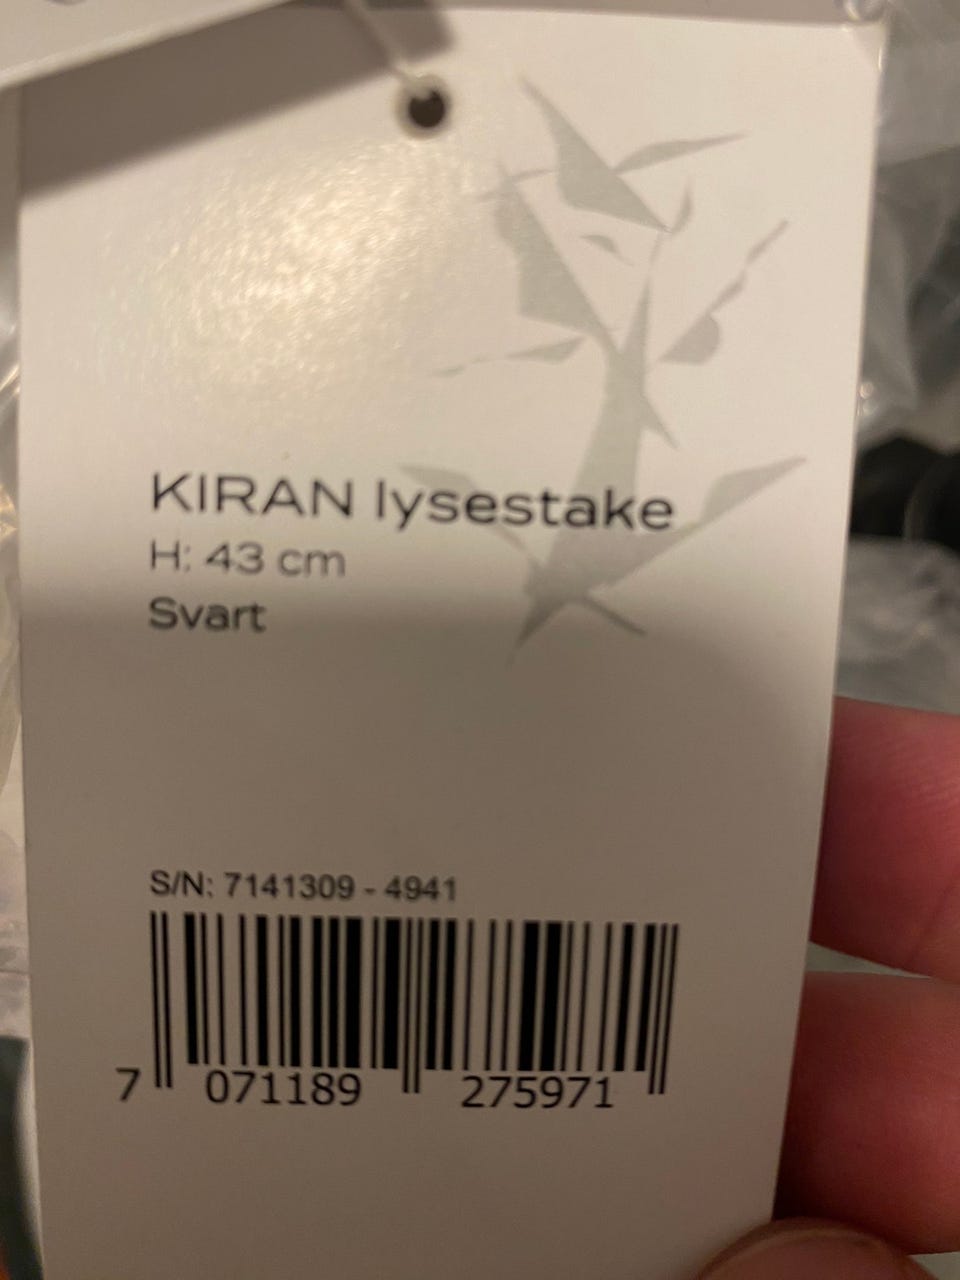 KIRAN lysestake
H: 43 cm
Svart
S/N: 7141309 - 4941
7 071189 275971